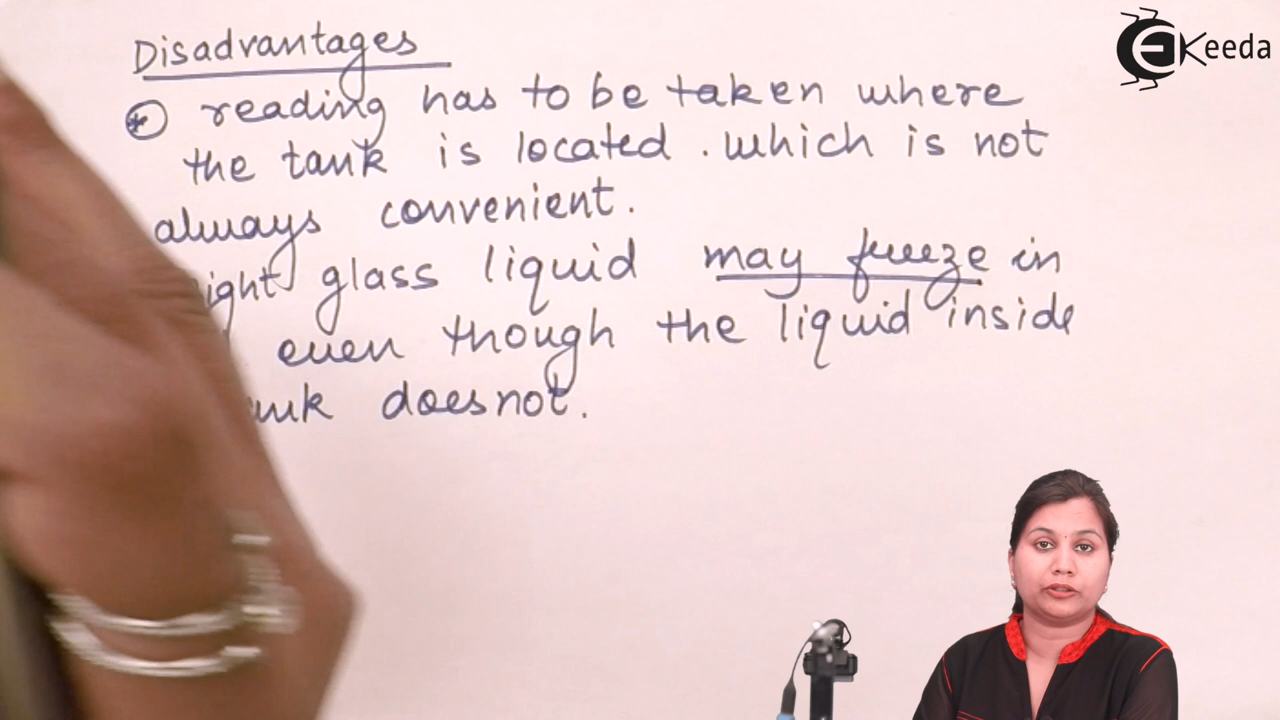 Disadvantages
reading has to be taken where
the tank is located. which is not
always convenient.
glass liquid may freeze in
even though the liquid inside
does not.
Keeda